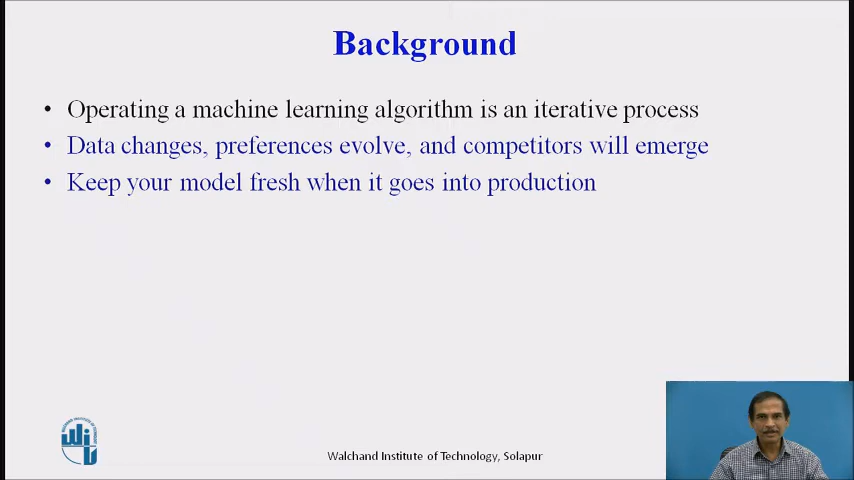 Background
• Operating a machine learning algorithm is an iterative process
• Data changes, preferences evolve, and competitors will emerge
• Keep your model fresh when it goes into production
Walchand Institute of Technology, Solapur